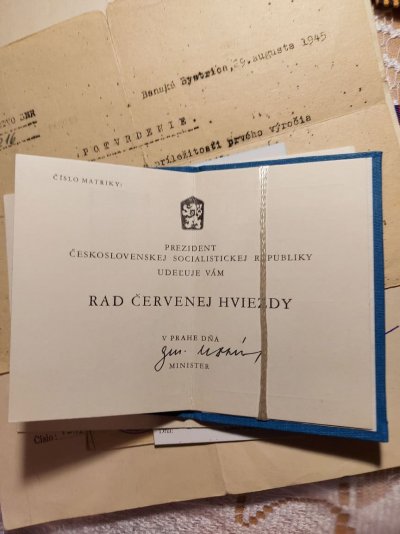 Banská Bystrica, 29. augusta 1945
POTVRDENIE.
príležitosti prvého výročia
ČÍSLO MATRIKY:
PREZIDENT
ČESKOSLOVENSKEJ SOCIALISTICKEJ REPUBLIKY
UDEĽUJE VÁM
RAD ČERVENEJ HVIEZDY
V PRAHE DŇA
MINISTER
Číslo: